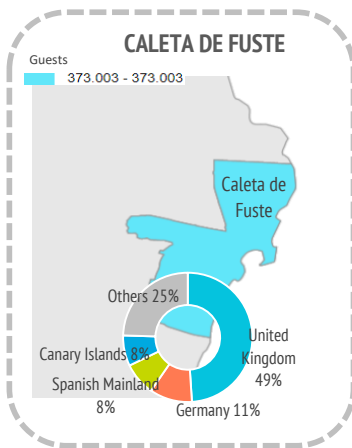 CALETA DE FUSTE
Guests
373.003 - 373.003
Caleta de
Fuste
Others 25%
United
Kingdom
49%
Canary Islands 8%
Spanish Mainland
8%
Germany 11%